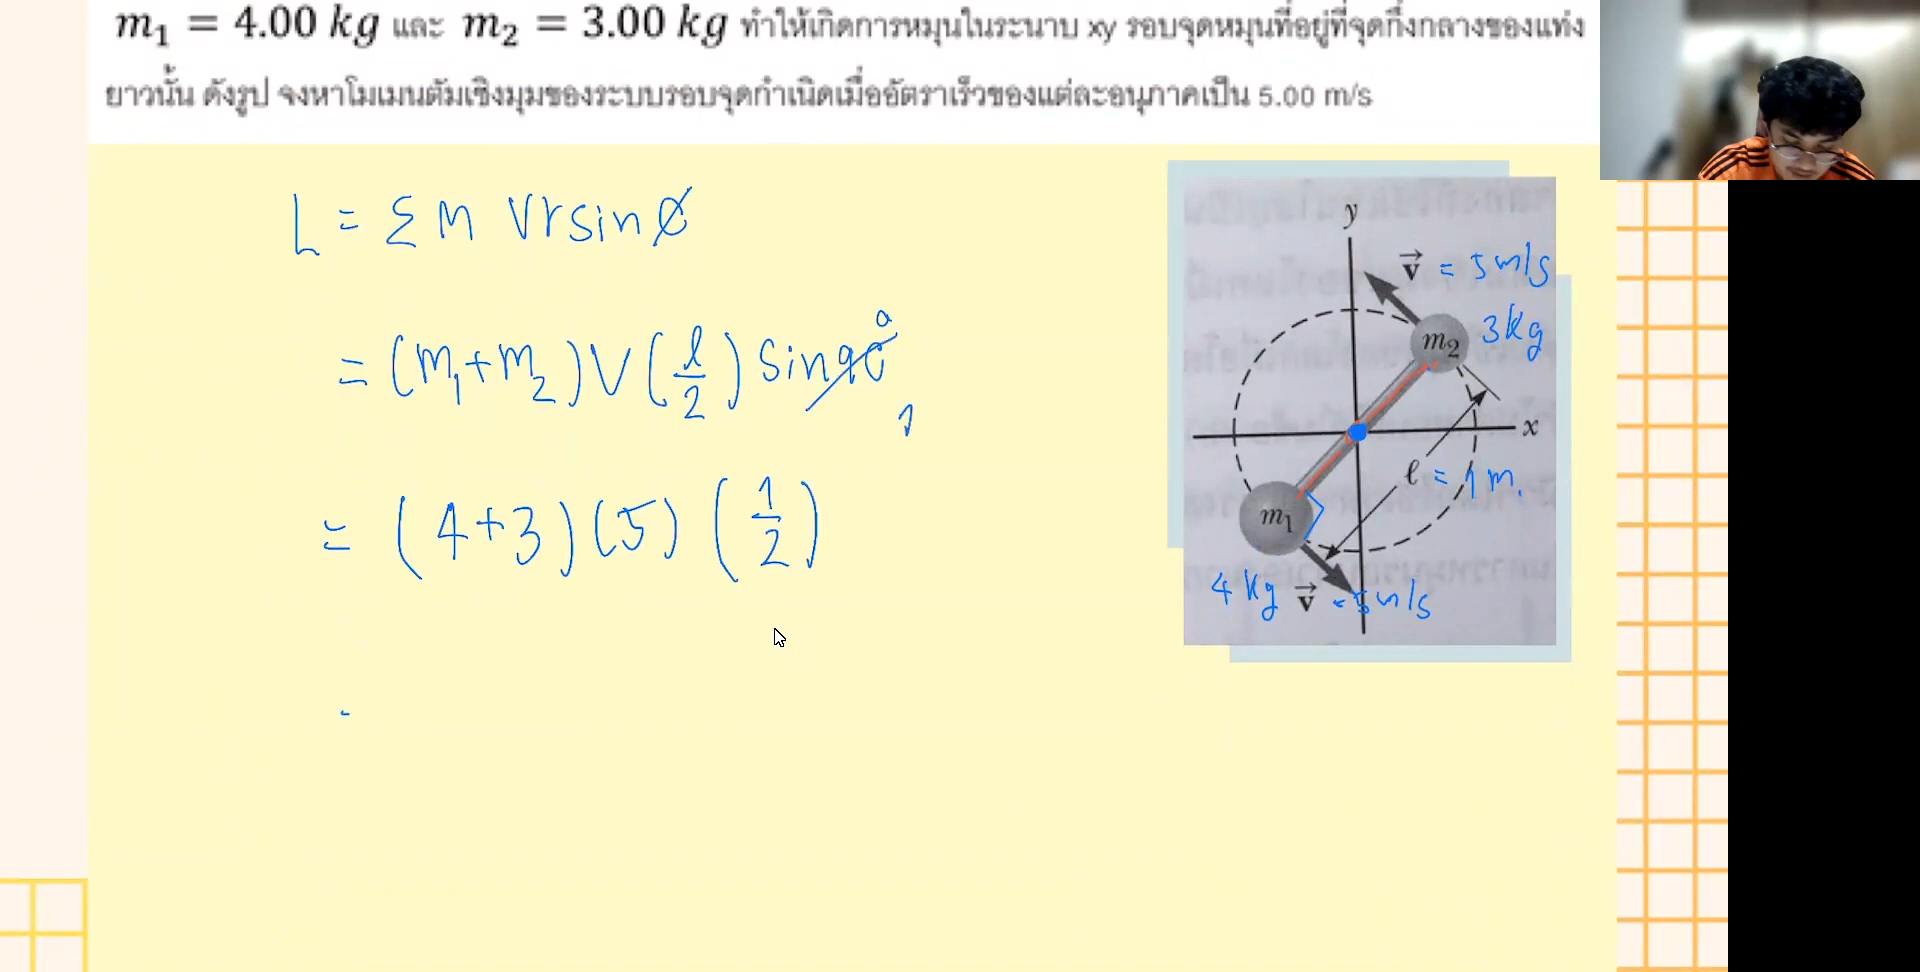 m₁ = 4.00 kg และ m₂ = 3.00 kg ทำให้เกิดการหมุนในระนาบ xy รอบจุดหมุนที่อยู่ที่จุดกึ่งกลางของแท่ง
ยาวนั้น ดังรูป จงหาโมเมนตัมเชิงมุมของระบบรอบจุดกำเนิดเมื่ออัตราเร็วของแต่ละอนุภาคเป็น 5.00 m/s
L = Σ m v r sin ϕ
= (m₁+m₂) v (l/2) sin 90° 1
= (4+3) (5) (1/2)
y
v⃗ = 5 m/s
m₂ 3kg
x
ℓ = 1 m.
m₁
4 kg v⃗ = 5 m/s